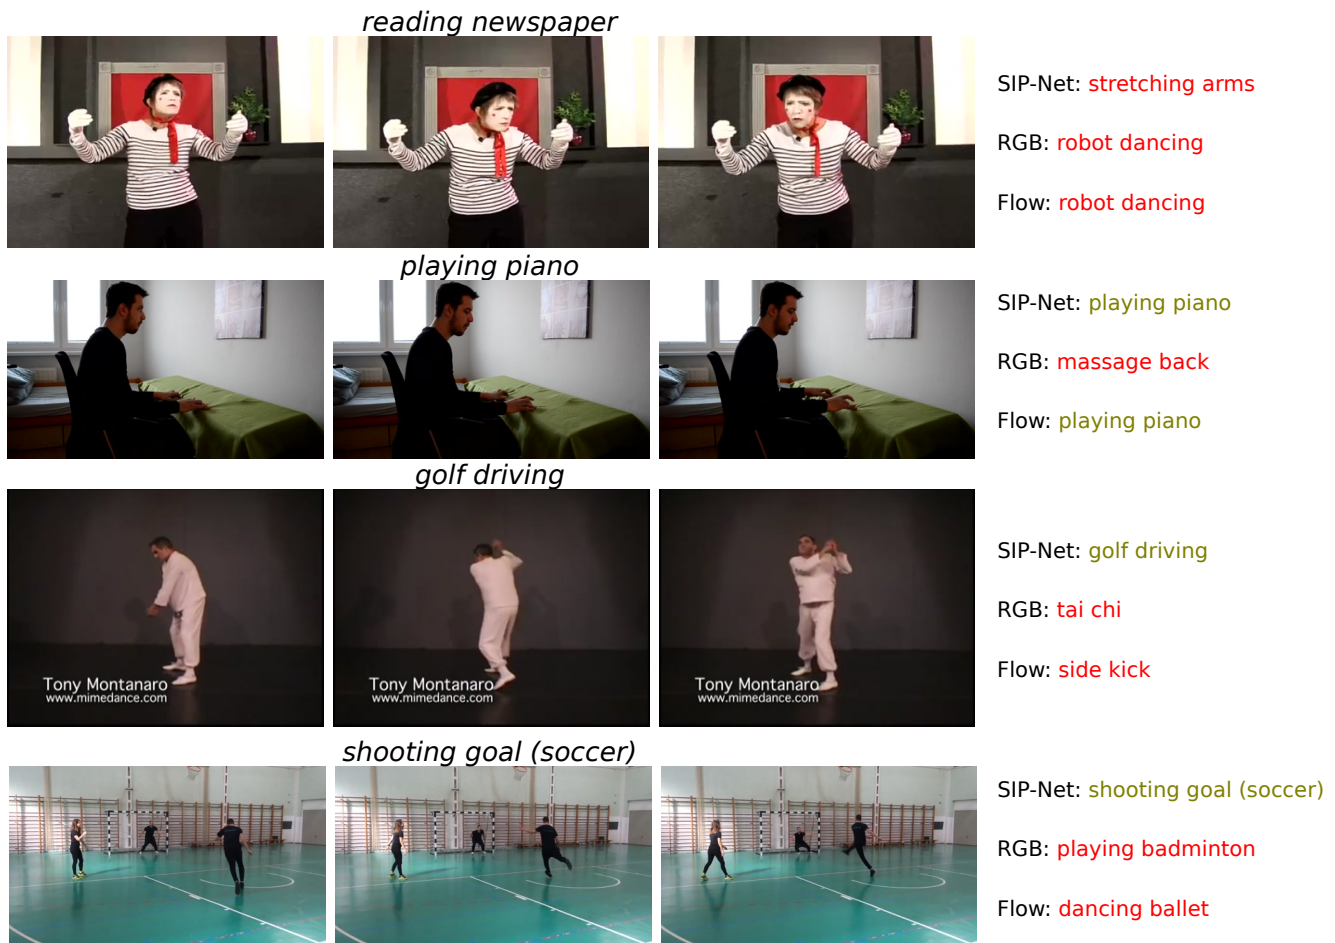 reading newspaper
SIP-Net: stretching arms
RGB: robot dancing
Flow: robot dancing
playing piano
SIP-Net: playing piano
RGB: massage back
Flow: playing piano
golf driving
Tony Montanaro
www.mimedance.com
Tony Montanaro
www.mimedance.com
Tony Montanaro
www.mimedance.com
SIP-Net: golf driving
RGB: tai chi
Flow: side kick
shooting goal (soccer)
SIP-Net: shooting goal (soccer)
RGB: playing badminton
Flow: dancing ballet